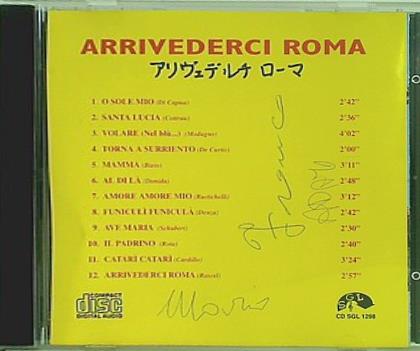 ARRIVEDERCI ROMA
アリヴェデルチ ローマ
1. O SOLE MIO (Di Capua) 2'42"
2. SANTA LUCIA (Cottrau) 2'36"
3. VOLARE (Nel blù...) (Modugno) 4'02"
4. TORNA A SURRIENTO (De Curtis) 2'00"
5. MAMMA (Bixio) 3'11"
6. AL DI LÀ (Donida) 2'48"
7. AMORE AMORE MIO (Rustichelli) 3'12"
8. FUNICULÌ FUNICULÀ (Denza) 2'42"
9. AVE MARIA (Schubert) 2'30"
10. IL PADRINO (Rota) 2'40"
11. CATARÌ CATARÌ (Cardillo) 3'24"
12. ARRIVEDERCI ROMA (Rascel) 2'57"
COMPACT
disc
DIGITAL AUDIO
Mario
SGL
CD SGL 1298